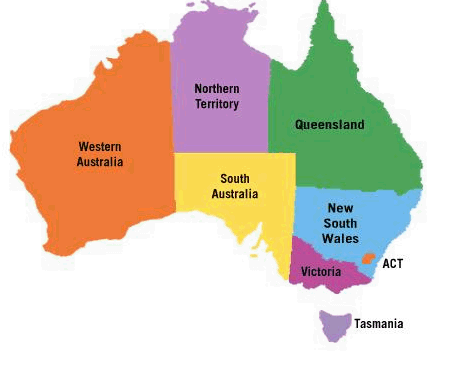 Northern
Territory
Queensland
Western
Australia
South
Australia
New
South
Wales
ACT
Victoria
Tasmania